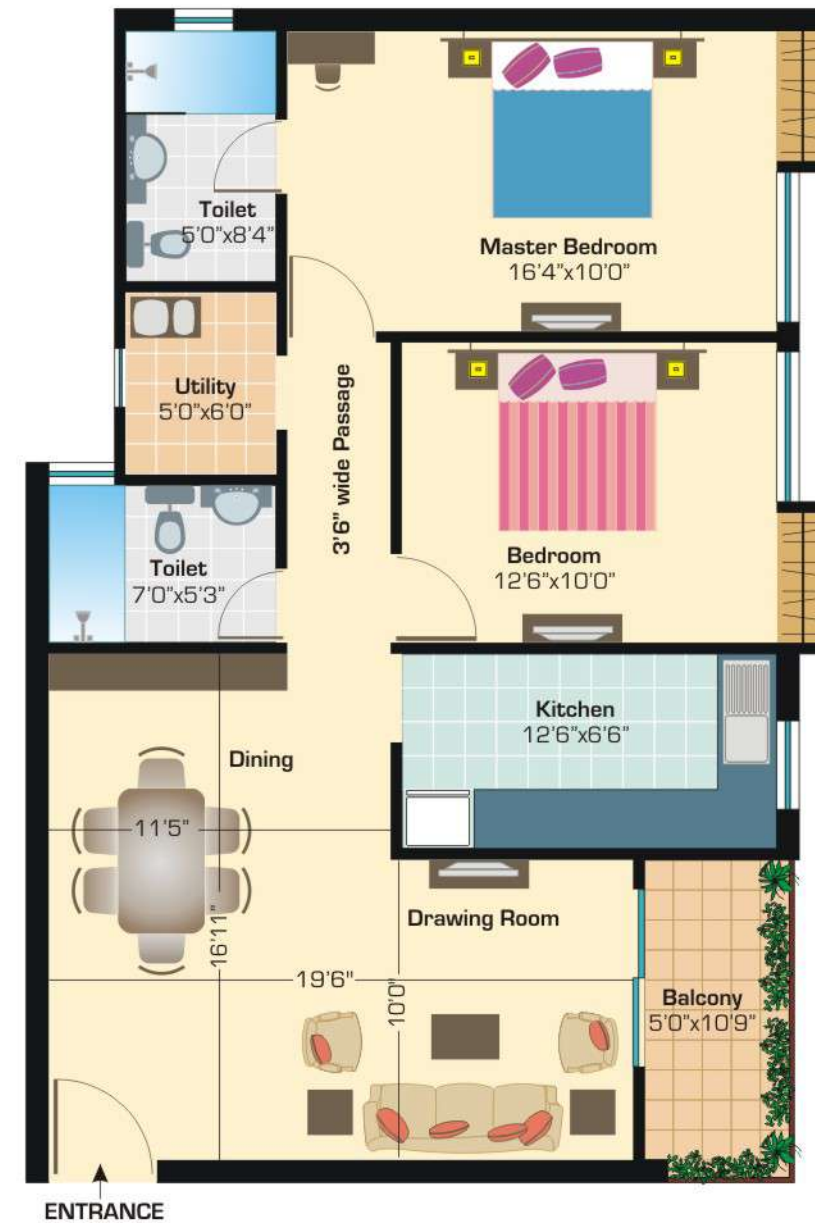 Toilet
5'0"x8'4"
Master Bedroom
16'4"x10'0"
Utility
5'0"x6'0"
3'6" wide Passage
Toilet
7'0"x5'3"
Bedroom
12'6"x10'0"
Kitchen
12'6"x6'6"
Dining
11'5"
16'11"
Drawing Room
19'6"
10'0"
Balcony
5'0"x10'9"
ENTRANCE